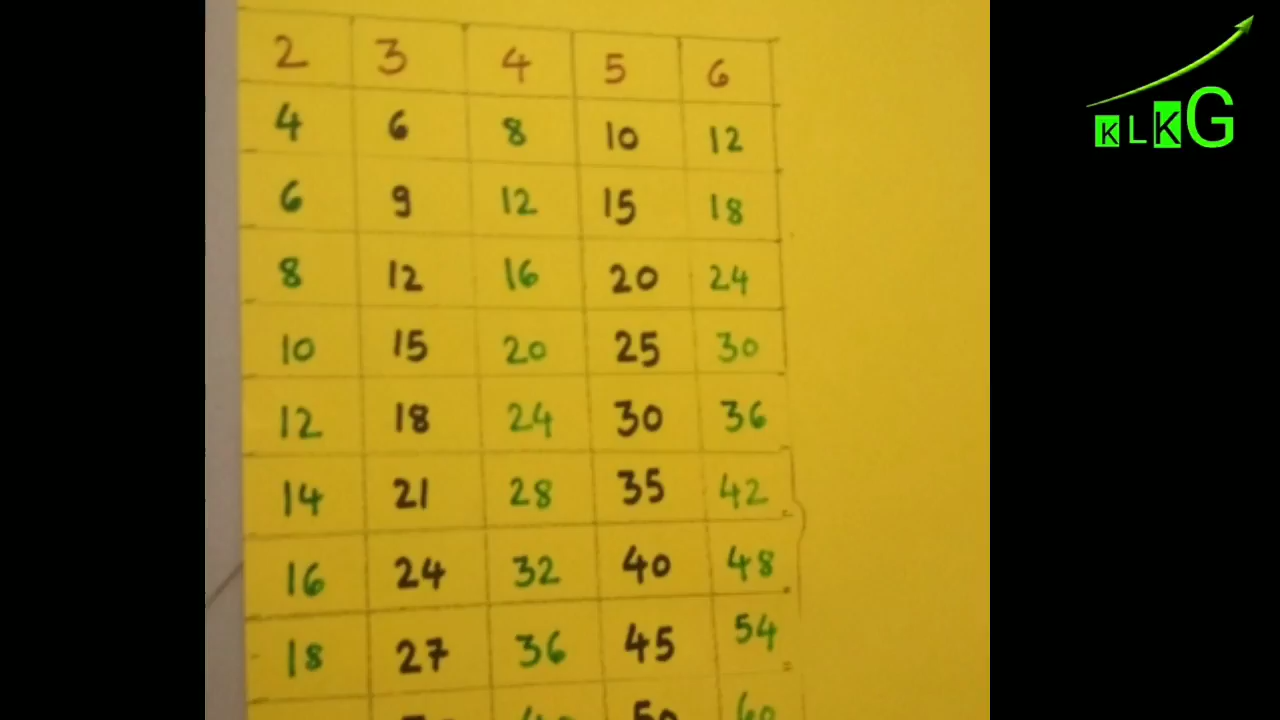 2 3 4 5 6
4 6 8 10 12
6 9 12 15 18
8 12 16 20 24
10 15 20 25 30
12 18 24 30 36
14 21 28 35 42
16 24 32 40 48
18 27 36 45 54
50 60
KLKG